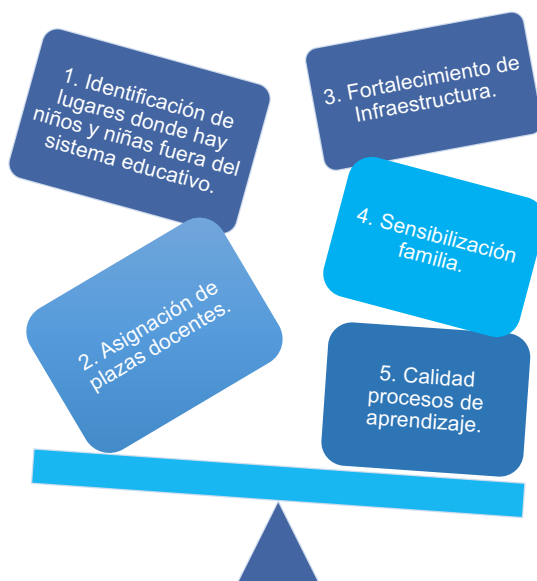 1. Identificación de
lugares donde hay
niños y niñas fuera del
sistema educativo.
2. Asignación de
plazas docentes.
3. Fortalecimiento de
Infraestructura.
4. Sensibilización
familia.
5. Calidad
procesos de
aprendizaje.